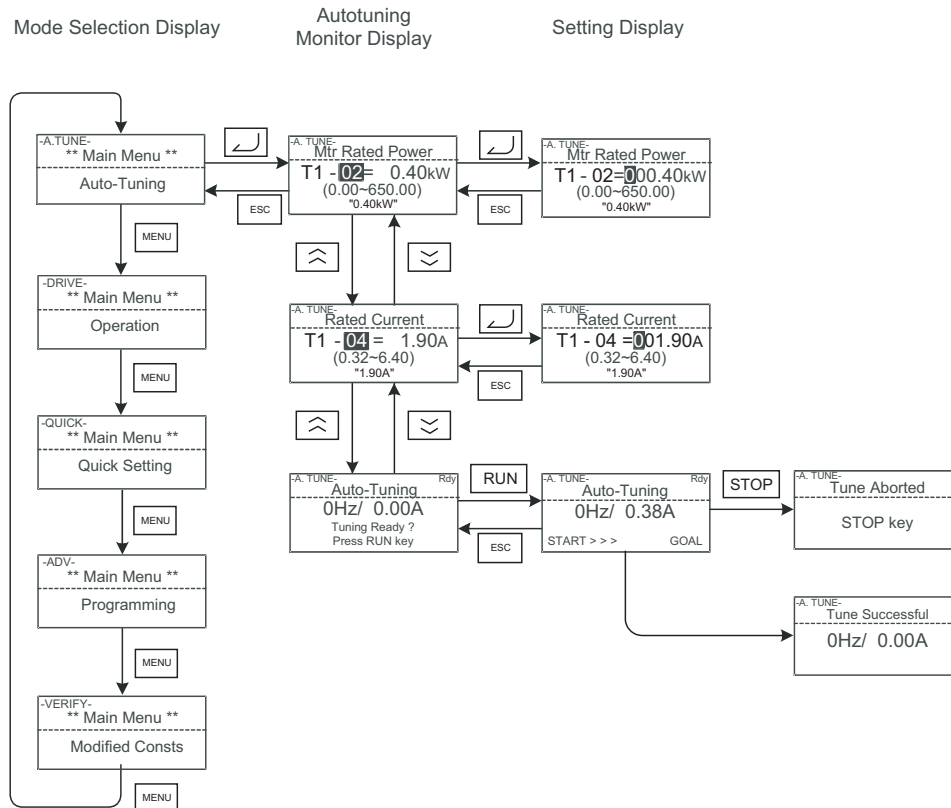 Mode Selection Display
Autotuning
Monitor Display
Setting Display
-A.TUNE-
** Main Menu **
Auto-Tuning
-A. TUNE-
Mtr Rated Power
T1 - 02= 0.40kW
(0.00~650.00)
"0.40kW"
ESC
-A. TUNE-
Mtr Rated Power
T1 - 02=000.40kW
(0.00~650.00)
"0.40kW"
ESC
MENU
-DRIVE-
** Main Menu **
Operation
-A. TUNE-
Rated Current
T1 - 04 = 1.90A
(0.32~6.40)
"1.90A"
-A. TUNE-
Rated Current
T1 - 04 =001.90A
(0.32~6.40)
"1.90A"
ESC
MENU
-QUICK-
** Main Menu **
Quick Setting
-A. TUNE-
Rdy
Auto-Tuning
0Hz/ 0.00A
Tuning Ready ?
Press RUN key
RUN
ESC
-A. TUNE-
Rdy
Auto-Tuning
0Hz/ 0.38A
START > > >
GOAL
STOP
-A. TUNE-
Tune Aborted
STOP key
MENU
-ADV-
** Main Menu **
Programming
-A. TUNE-
Tune Successful
0Hz/ 0.00A
MENU
-VERIFY-
** Main Menu **
Modified Consts
MENU